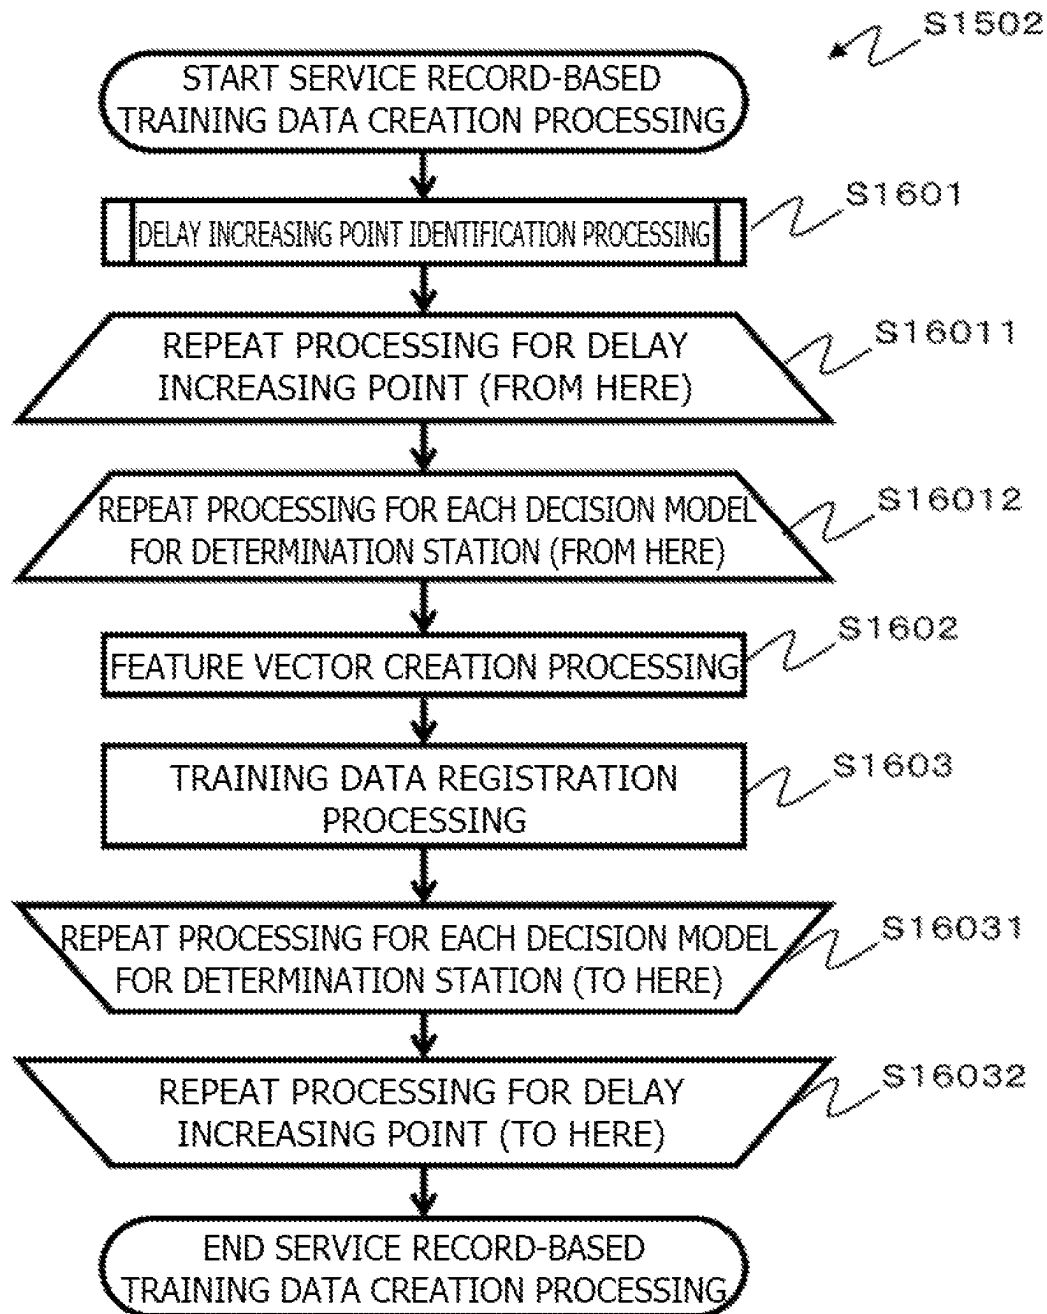 S1502
START SERVICE RECORD-BASED
TRAINING DATA CREATION PROCESSING
S1601
DELAY INCREASING POINT IDENTIFICATION PROCESSING
REPEAT PROCESSING FOR DELAY
INCREASING POINT (FROM HERE)
S16011
REPEAT PROCESSING FOR EACH DECISION MODEL
FOR DETERMINATION STATION (FROM HERE)
S16012
FEATURE VECTOR CREATION PROCESSING
S1602
TRAINING DATA REGISTRATION
PROCESSING
S1603
REPEAT PROCESSING FOR EACH DECISION MODEL
FOR DETERMINATION STATION (TO HERE)
S16031
REPEAT PROCESSING FOR DELAY
INCREASING POINT (TO HERE)
S16032
END SERVICE RECORD-BASED
TRAINING DATA CREATION PROCESSING